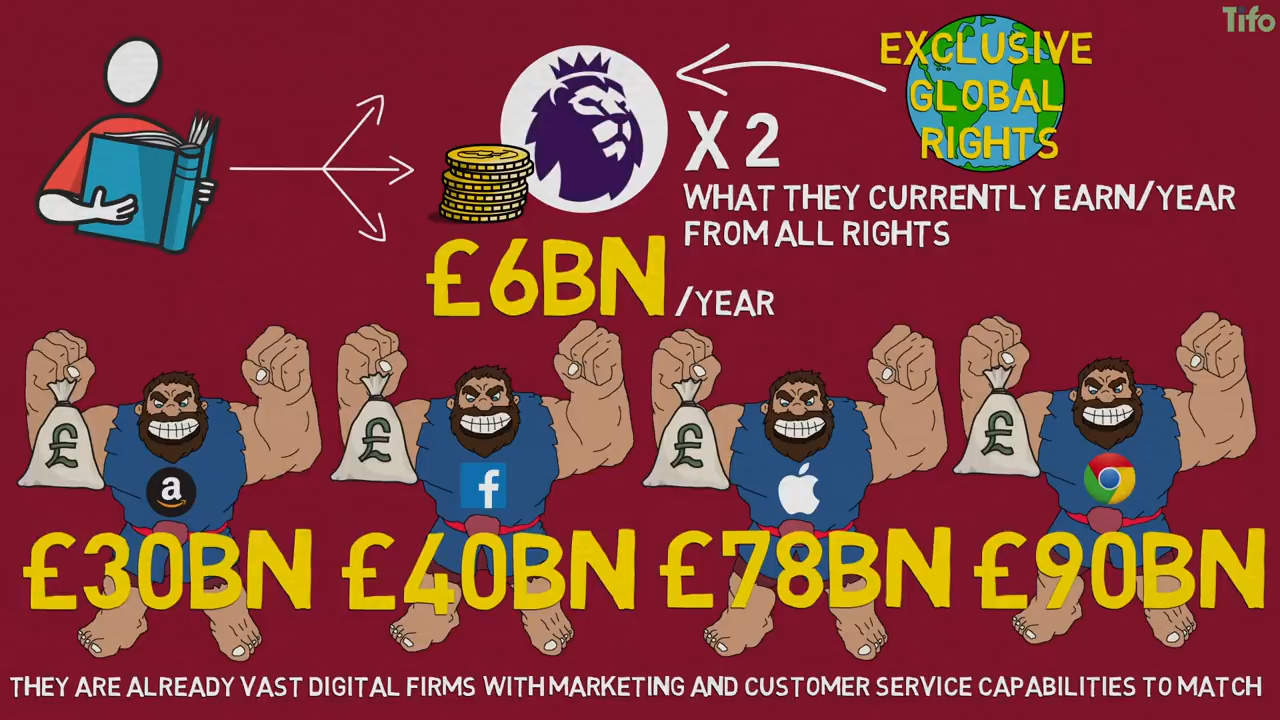 Tifo
EXCLUSIVE
GLOBAL
RIGHTS
X 2
WHAT THEY CURRENTLY EARN/YEAR
FROM ALL RIGHTS
£6BN /YEAR
£ £ £ £
a f
£30BN £40BN £78BN £90BN
THEY ARE ALREADY VAST DIGITAL FIRMS WITH MARKETING AND CUSTOMER SERVICE CAPABILITIES TO MATCH